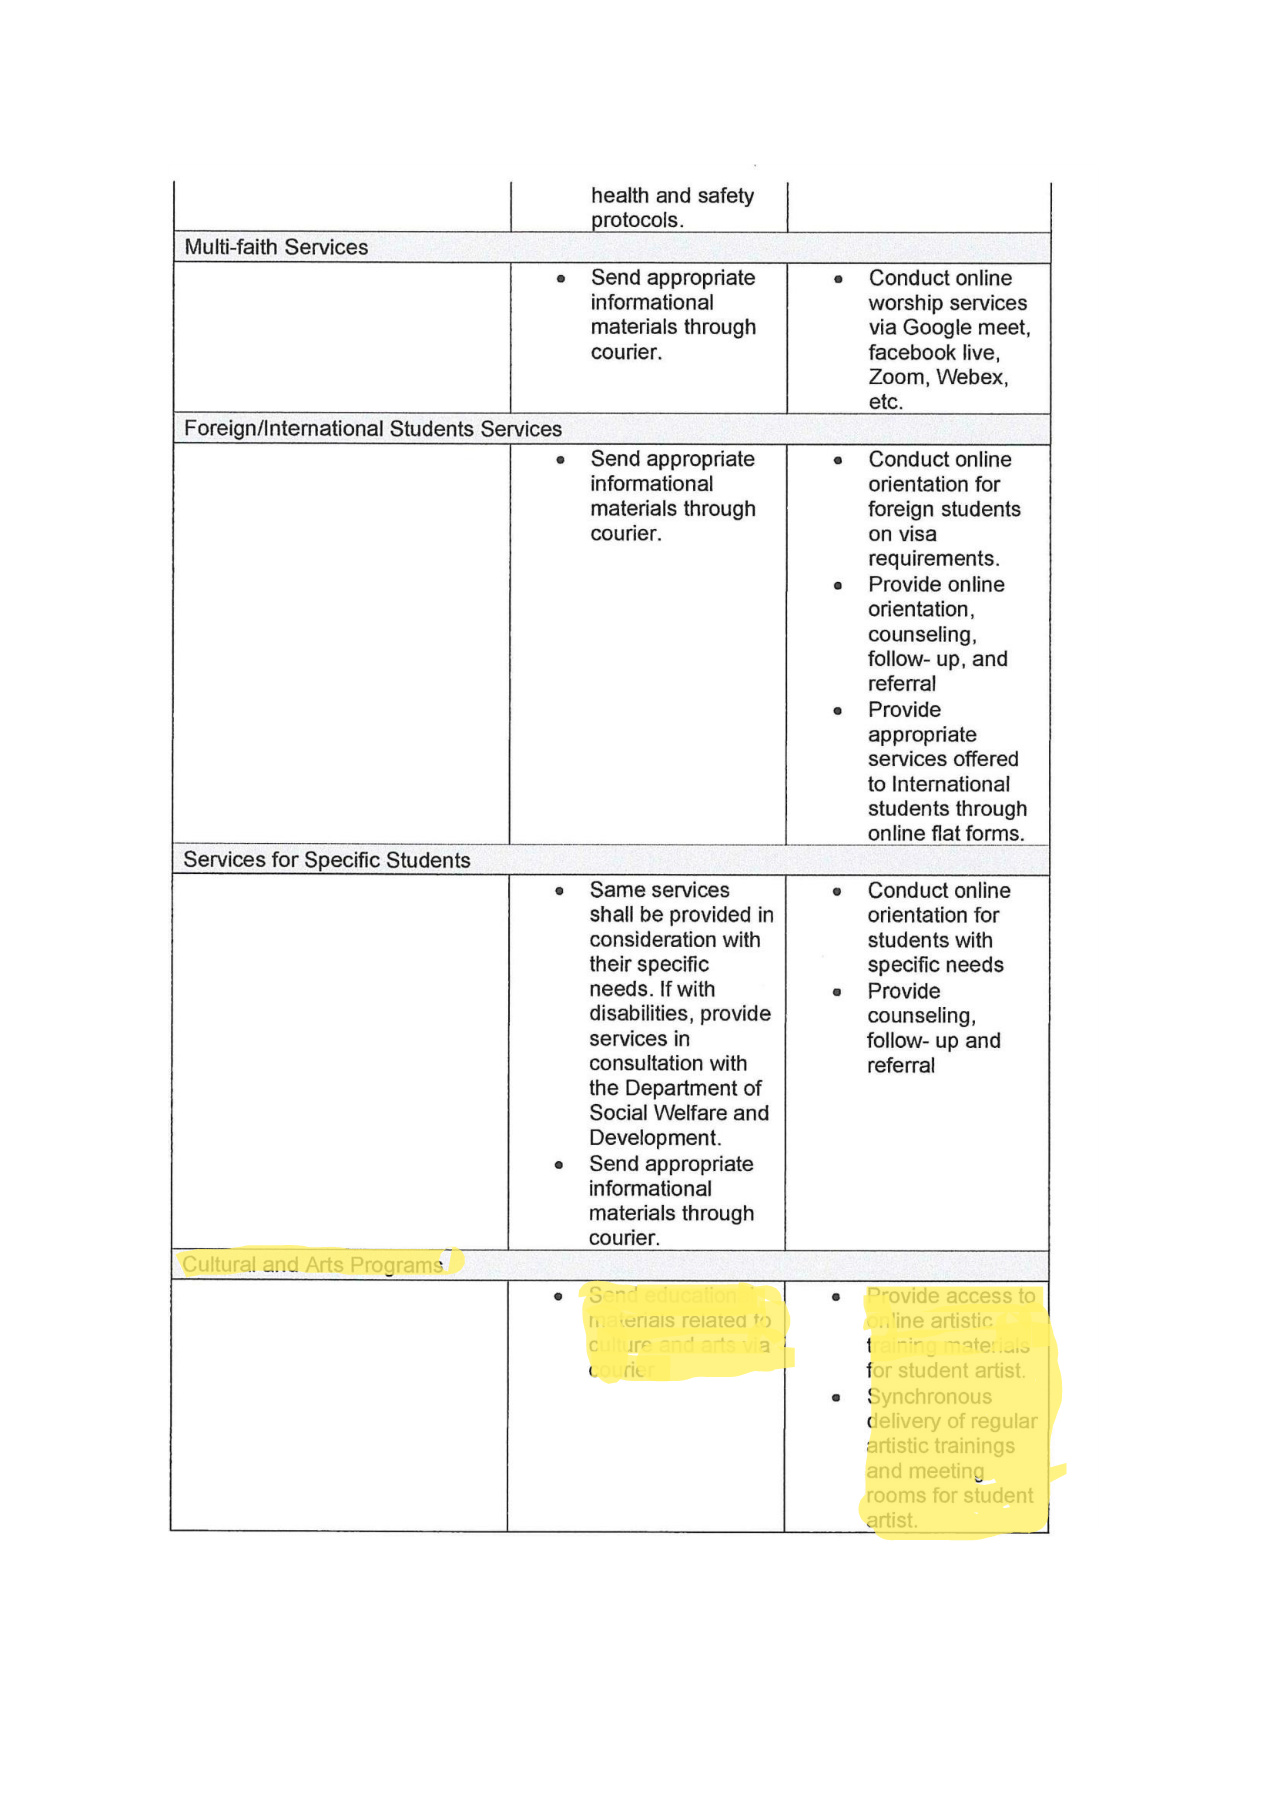 health and safety
protocols.
Multi-faith Services
• Send appropriate
informational
materials through
courier.
• Conduct online
worship services
via Google meet,
facebook live,
Zoom, Webex,
etc.
Foreign/International Students Services
• Send appropriate
informational
materials through
courier.
• Conduct online
orientation for
foreign students
on visa
requirements.
• Provide online
orientation,
counseling,
follow- up, and
referral
• Provide
appropriate
services offered
to International
students through
online flat forms.
Services for Specific Students
• Same services
shall be provided in
consideration with
their specific
needs. If with
disabilities, provide
services in
consultation with
the Department of
Social Welfare and
Development.
• Send appropriate
informational
materials through
courier.
• Conduct online
orientation for
students with
specific needs
• Provide
counseling,
follow- up and
referral
Cultural and Arts Programs
• Send education
materials related to
culture and arts via
courier
• Provide access to
online artistic
training materials
for student artist.
• Synchronous
delivery of regular
artistic trainings
and meeting
rooms for student
artist.